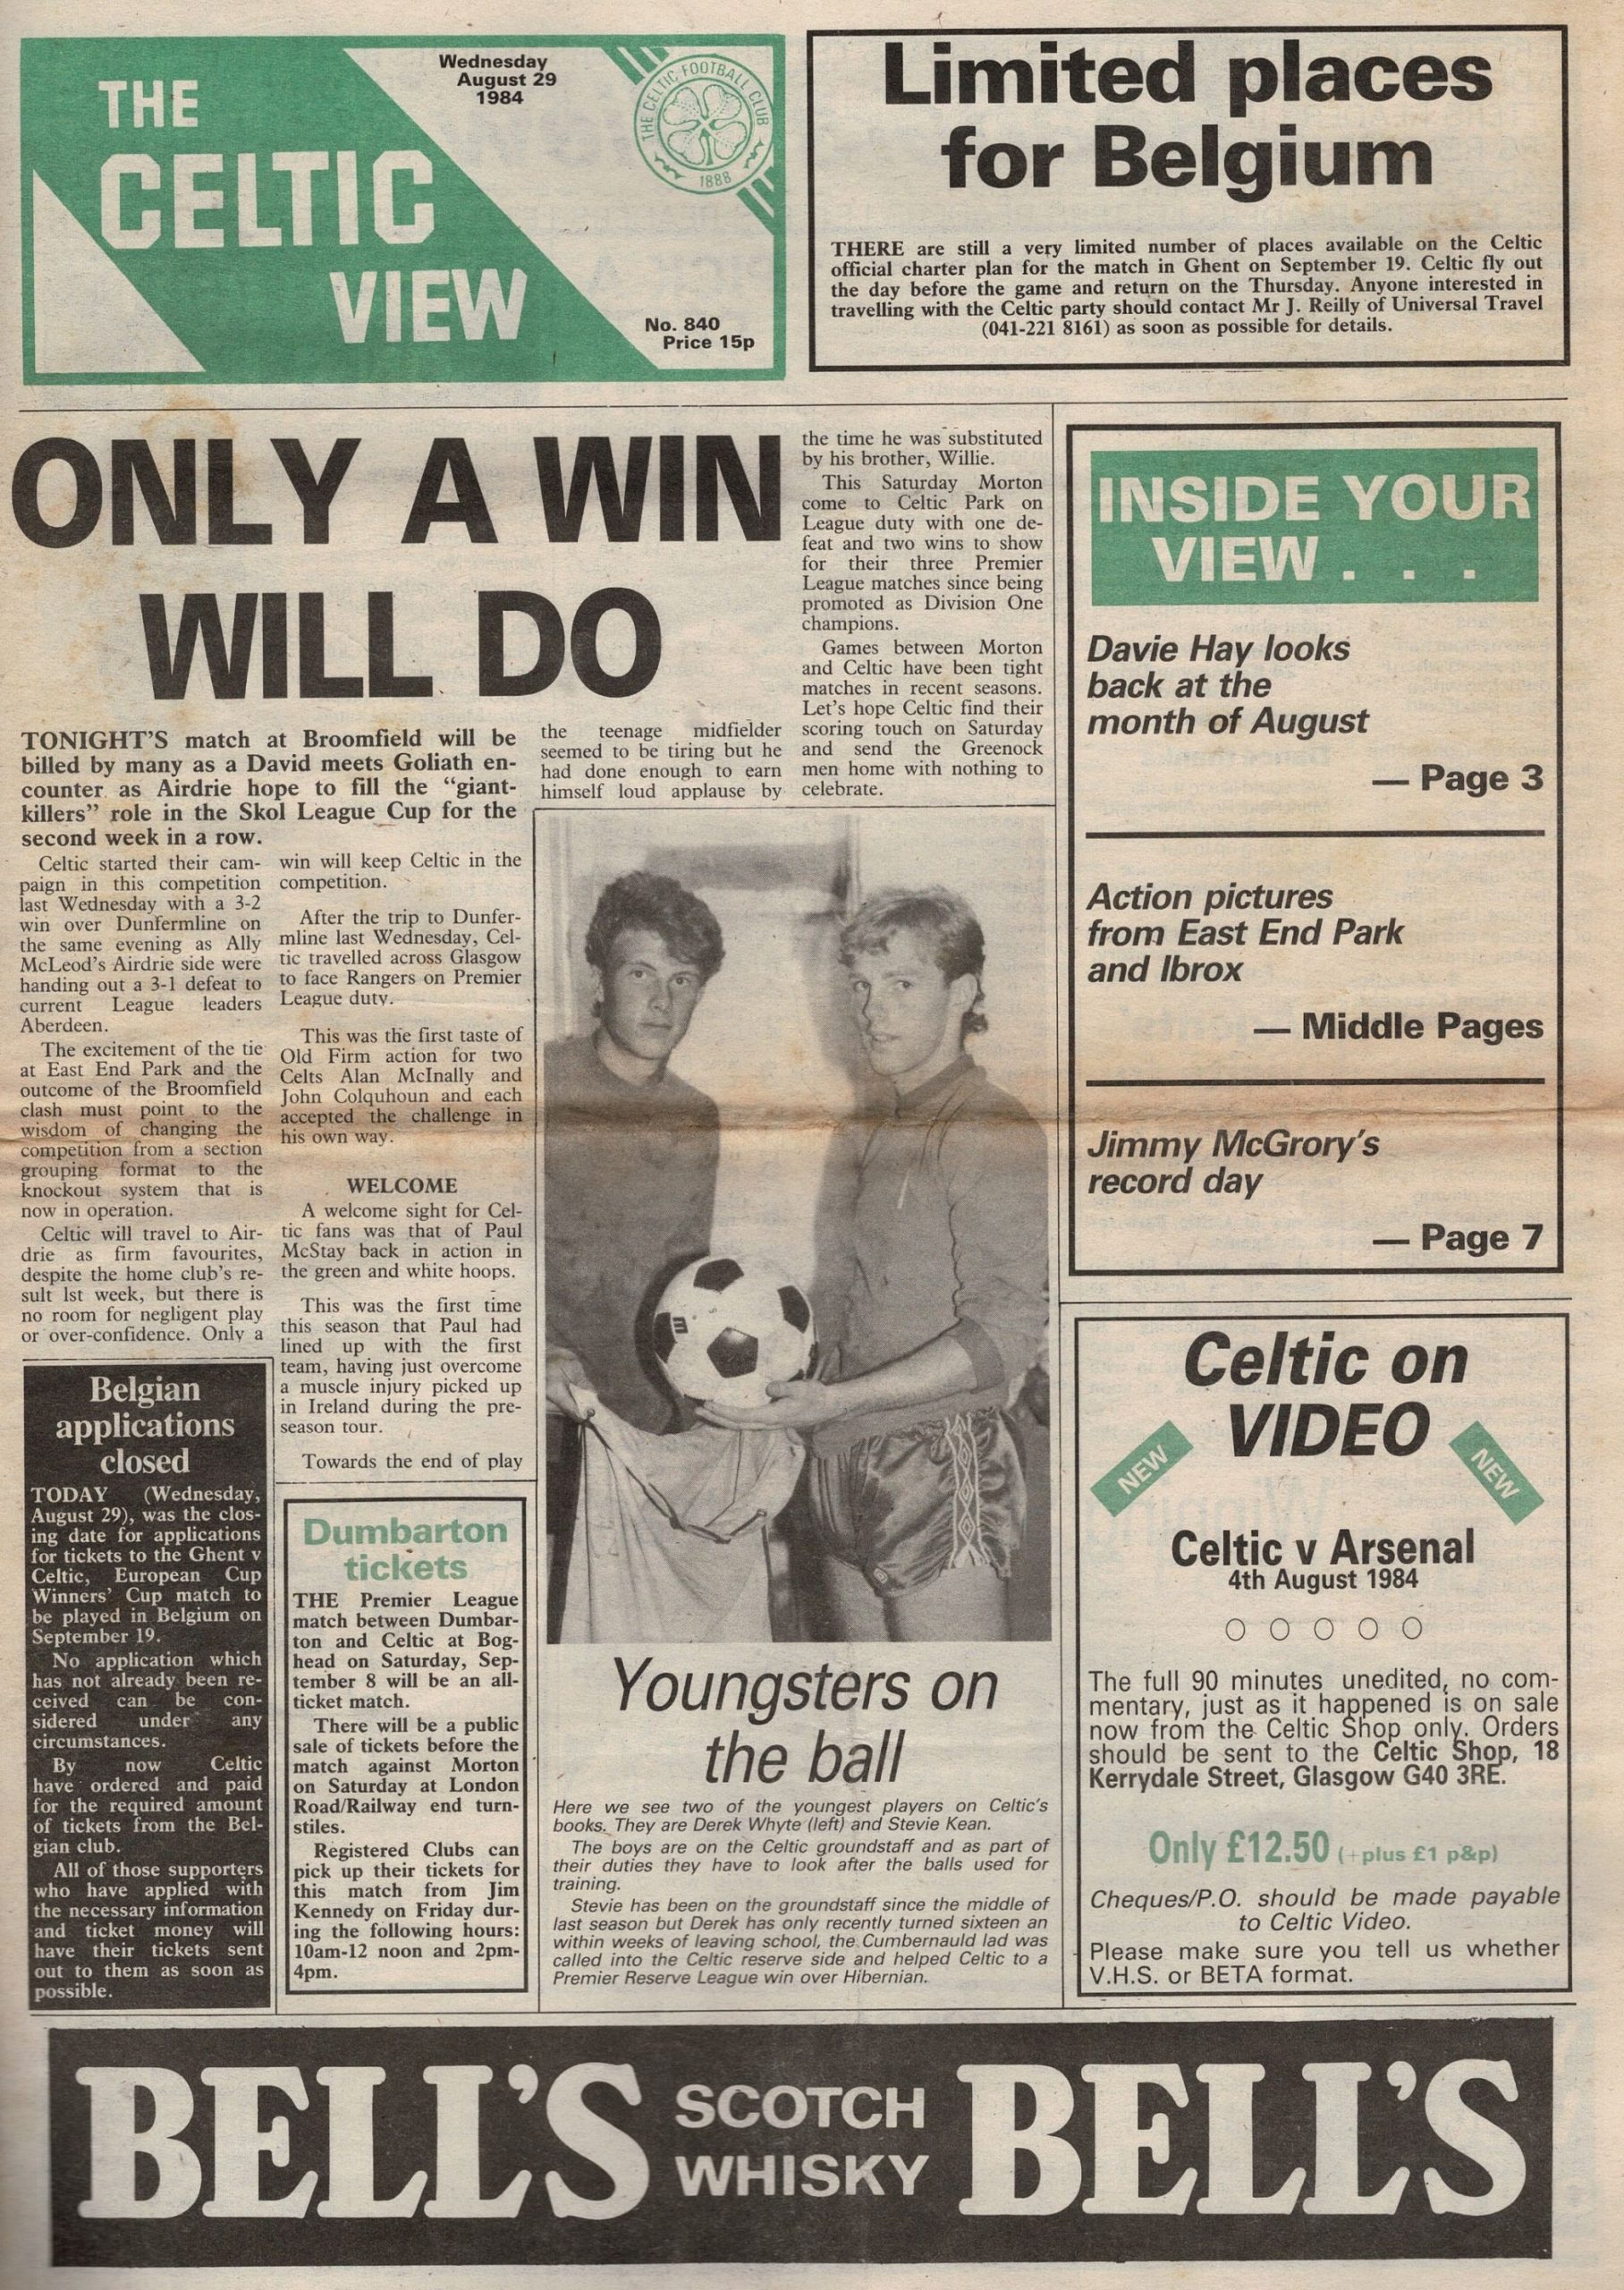 THE
CELTIC
VIEW
Wednesday
August 29
1984
THE CELTIC FOOTBALL CLUB
1888
No. 840
Price 15p
Limited places
for Belgium
THERE are still a very limited number of places available on the Celtic
official charter plan for the match in Ghent on September 19. Celtic fly out
the day before the game and return on the Thursday. Anyone interested in
travelling with the Celtic party should contact Mr J. Reilly of Universal Travel
(041-221 8161) as soon as possible for details.
ONLY A WIN
WILL DO
TONIGHT'S match at Broomfield will be
billed by many as a David meets Goliath en-
counter as Airdrie hope to fill the "giant-
killers" role in the Skol League Cup for the
second week in a row.
Celtic started their cam-
paign in this competition
last Wednesday with a 3-2
win over Dunfermline on
the same evening as Ally
McLeod's Airdrie side were
handing out a 3-1 defeat to
current League leaders
Aberdeen.
The excitement of the tie
at East End Park and the
outcome of the Broomfield
clash must point to the
wisdom of changing the
competition from a section
grouping format to the
knockout system that is
now in operation.
Celtic will travel to Air-
drie as firm favourites,
despite the home club's re-
sult lst week, but there is
no room for negligent play
or over-confidence. Only a
win will keep Celtic in the
competition.
After the trip to Dunfer-
mline last Wednesday, Cel-
tic travelled across Glasgow
to face Rangers on Premier
League duty.
This was the first taste of
Old Firm action for two
Celts Alan McInally and
John Colquhoun and each
accepted the challenge in
his own way.
WELCOME
A welcome sight for Cel-
tic fans was that of Paul
McStay back in action in
the green and white hoops.
This was the first time
this season that Paul had
lined up with the first
team, having just overcome
a muscle injury picked up
in Ireland during the pre-
season tour.
Towards the end of play
the teenage midfielder
seemed to be tiring but he
had done enough to earn
himself loud applause by
the time he was substituted
by his brother, Willie.
This Saturday Morton
come to Celtic Park on
League duty with one de-
feat and two wins to show
for their three Premier
League matches since being
promoted as Division One
champions.
Games between Morton
and Celtic have been tight
matches in recent seasons.
Let's hope Celtic find their
scoring touch on Saturday
and send the Greenock
men home with nothing to
celebrate.
Belgian
applications
closed
TODAY (Wednesday,
August 29), was the clos-
ing date for applications
for tickets to the Ghent v
Celtic, European Cup
Winners' Cup match to
be played in Belgium on
September 19.
No application which
has not already been re-
ceived can be con-
sidered under any
circumstances.
By now Celtic
have ordered and paid
for the required amount
of tickets from the Bel-
gian club.
All of those supporters
who have applied with
the necessary information
and ticket money will
have their tickets sent
out to them as soon as
possible.
Dumbarton
tickets
THE Premier League
match between Dumbar-
ton and Celtic at Bog-
head on Saturday, Sep-
tember 8 will be an all-
ticket match.
There will be a public
sale of tickets before the
match against Morton
on Saturday at London
Road/Railway end turn-
stiles.
Registered Clubs can
pick up their tickets for
this match from Jim
Kennedy on Friday dur-
ing the following hours:
10am-12 noon and 2pm-
4pm.
Youngsters on
the ball
Here we see two of the youngest players on Celtic's
books. They are Derek Whyte (left) and Stevie Kean.
The boys are on the Celtic groundstaff and as part of
their duties they have to look after the balls used for
training.
Stevie has been on the groundstaff since the middle of
last season but Derek has only recently turned sixteen an
within weeks of leaving school, the Cumbernauld lad was
called into the Celtic reserve side and helped Celtic to a
Premier Reserve League win over Hibernian.
INSIDE YOUR
VIEW . . .
Davie Hay looks
back at the
month of August
— Page 3
Action pictures
from East End Park
and Ibrox
— Middle Pages
Jimmy McGrory's
record day
— Page 7
Celtic on
VIDEO
NEW
NEW
Celtic v Arsenal
4th August 1984
The full 90 minutes unedited, no com-
mentary, just as it happened is on sale
now from the Celtic Shop only. Orders
should be sent to the Celtic Shop, 18
Kerrydale Street, Glasgow G40 3RE.
Only £12.50 (+plus £1 p&p)
Cheques/P.O. should be made payable
to Celtic Video.
Please make sure you tell us whether
V.H.S. or BETA format.
BELL'S SCOTCH WHISKY BELL'S